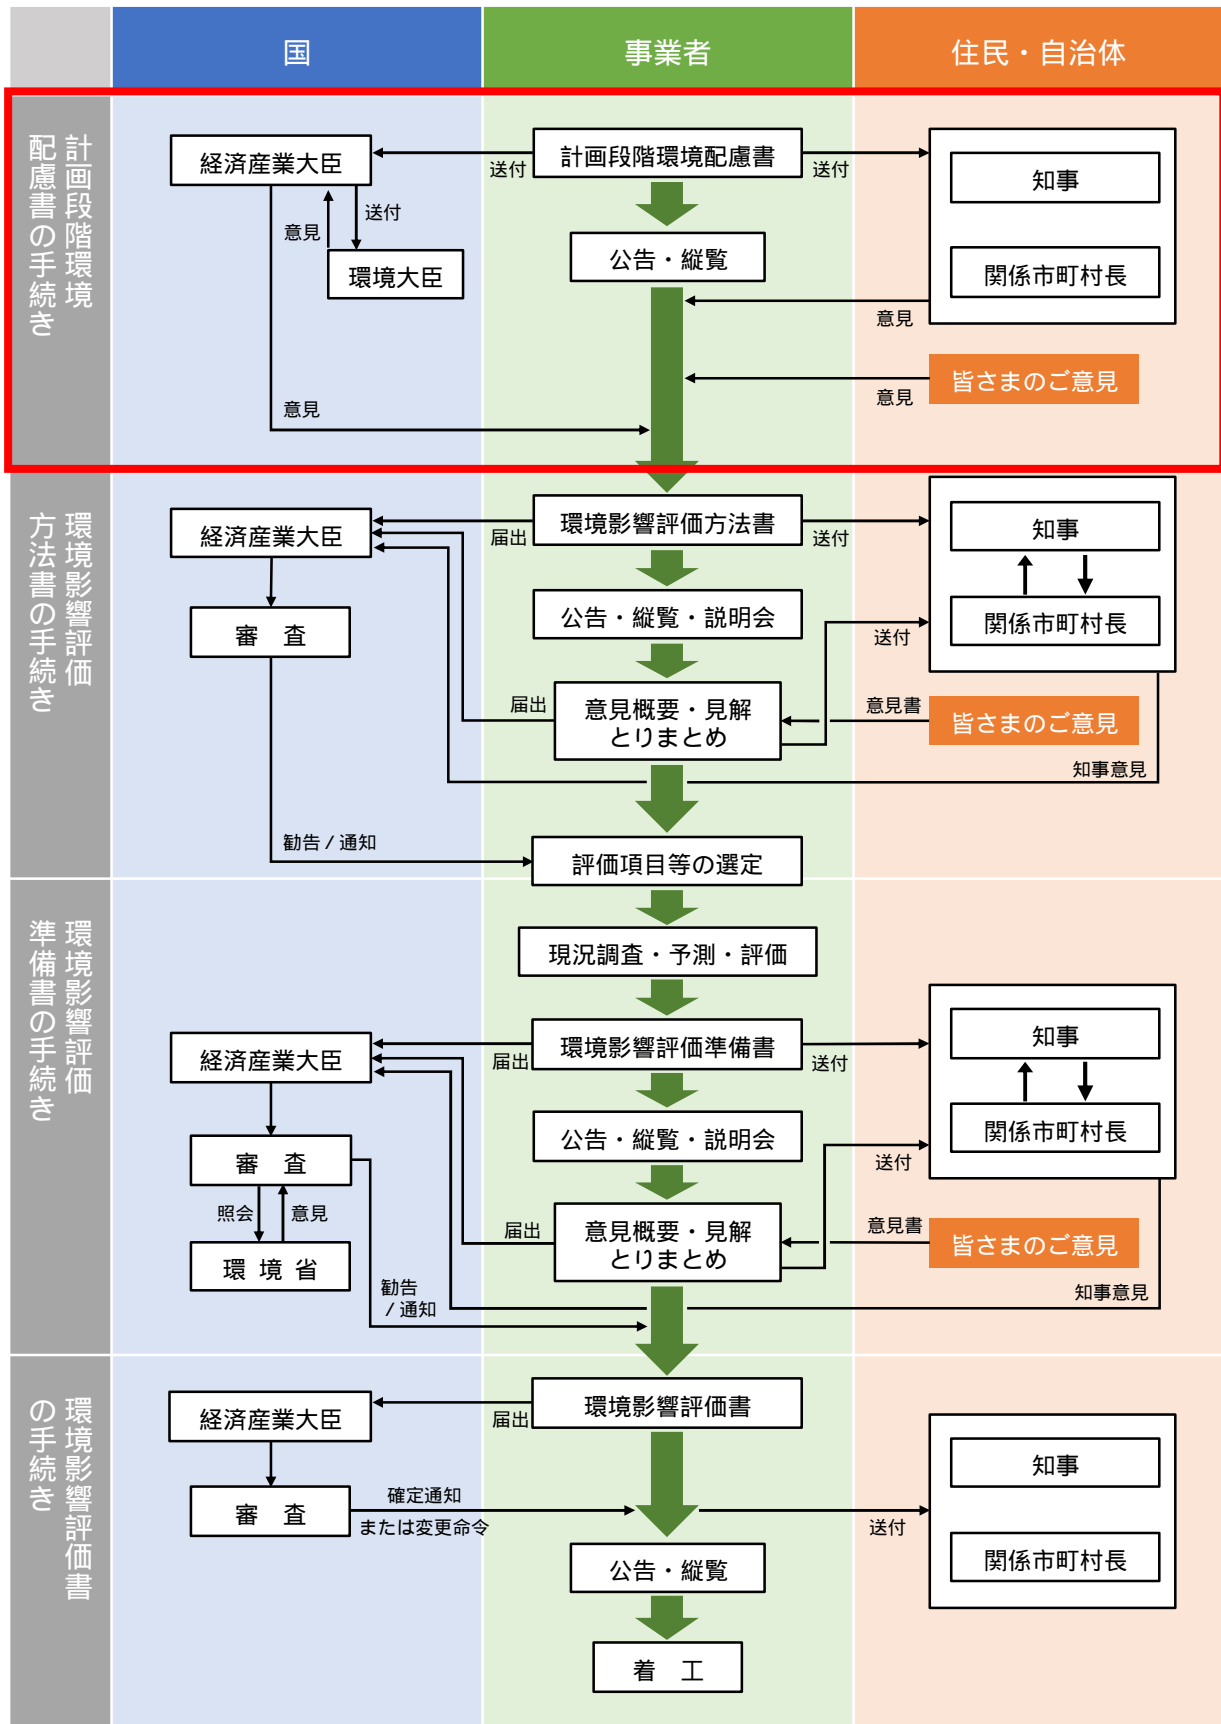 国
事業者
住民・自治体
計画段階環境
配慮書の手続き
経済産業大臣
送付
計画段階環境配慮書
送付
知事
意見
送付
環境大臣
公告・縦覧
関係市町村長
意見
皆さまのご意見
意見
意見
環境影響評価
方法書の手続き
経済産業大臣
届出
環境影響評価方法書
送付
知事
審　査
公告・縦覧・説明会
送付
関係市町村長
届出
意見概要・見解
とりまとめ
意見書
皆さまのご意見
知事意見
勧告 / 通知
評価項目等の選定
環境影響評価
準備書の手続き
現況調査・予測・評価
経済産業大臣
届出
環境影響評価準備書
送付
知事
審　査
公告・縦覧・説明会
送付
関係市町村長
照会
意見
環 境 省
届出
意見概要・見解
とりまとめ
意見書
皆さまのご意見
知事意見
勧告
/ 通知
環境影響評価書
の手続き
経済産業大臣
届出
環境影響評価書
知事
審　査
確定通知
または変更命令
送付
関係市町村長
公告・縦覧
着　工